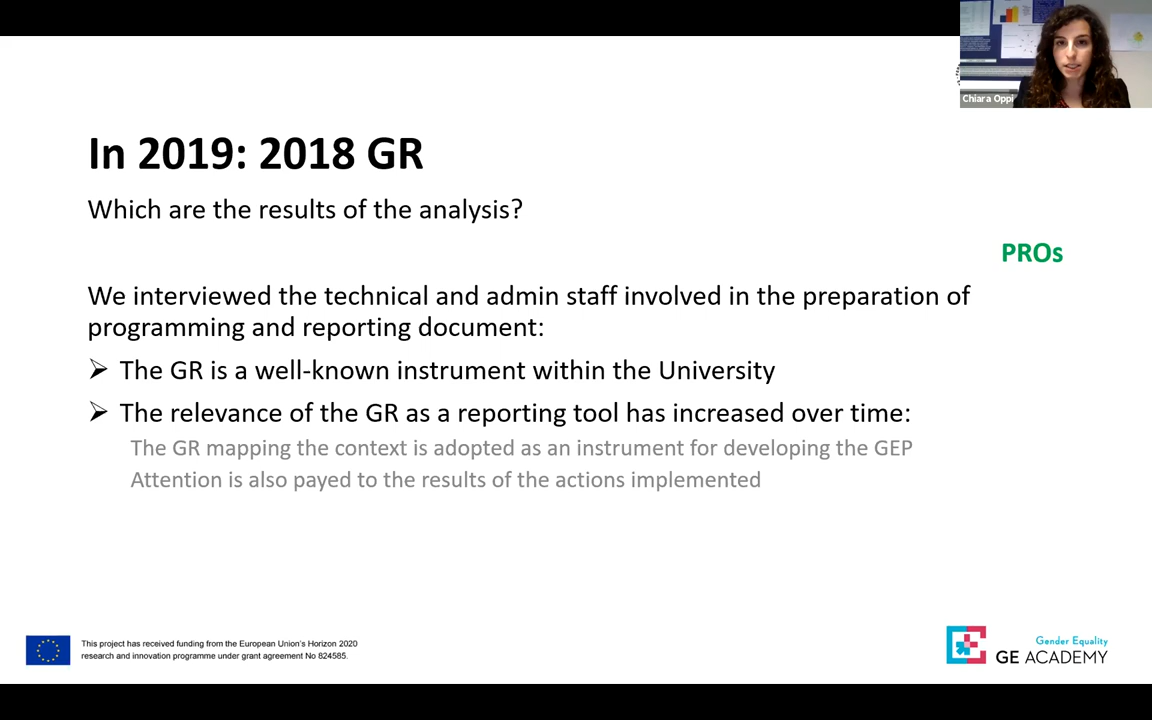 Chiara Oppi
In 2019: 2018 GR
Which are the results of the analysis?
PROs
We interviewed the technical and admin staff involved in the preparation of
programming and reporting document:
➢ The GR is a well-known instrument within the University
➢ The relevance of the GR as a reporting tool has increased over time:
The GR mapping the context is adopted as an instrument for developing the GEP
Attention is also payed to the results of the actions implemented
This project has received funding from the European Union's Horizon 2020
research and innovation programme under grant agreement No 824585.
Gender Equality
GE ACADEMY